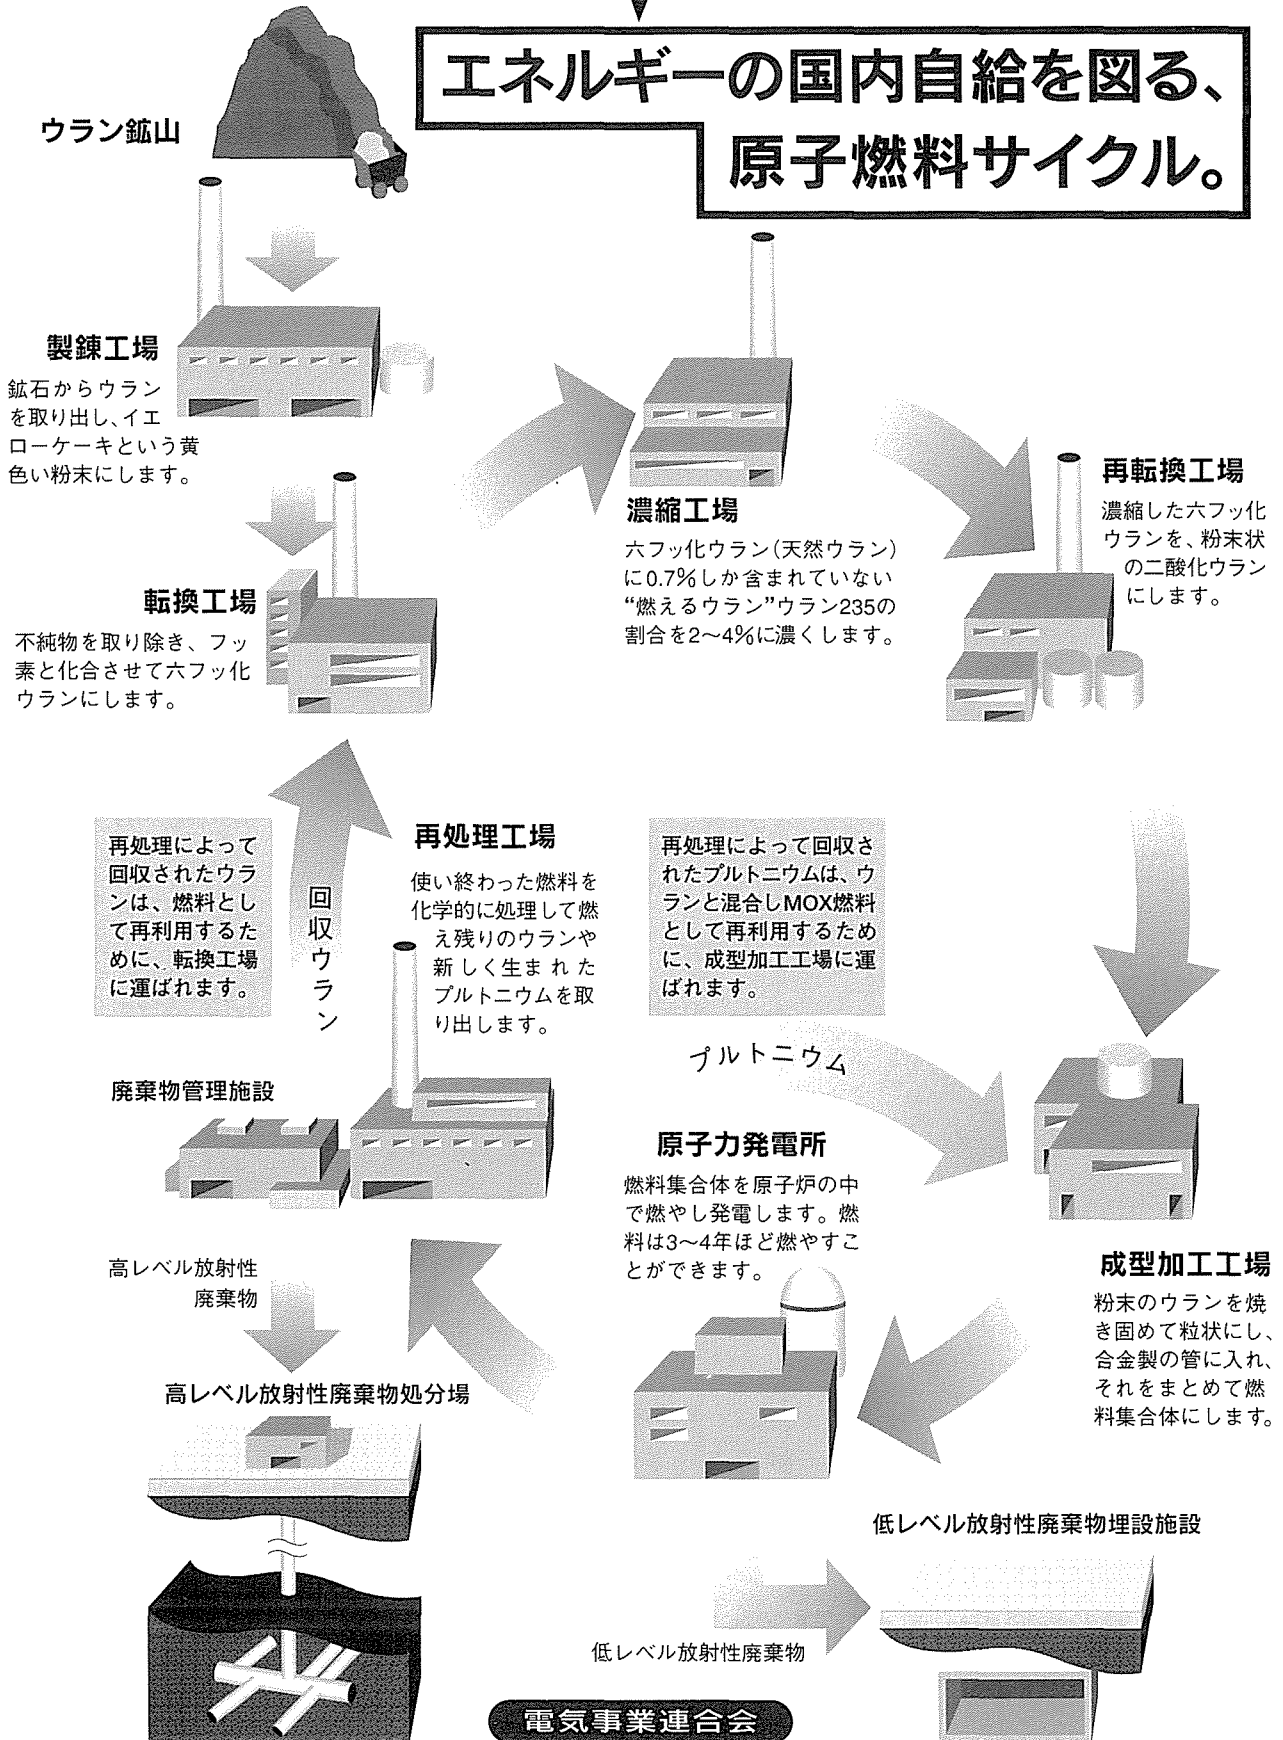 エネルギーの国内自給を図る、
原子燃料サイクル。
ウラン鉱山
製錬工場
鉱石からウラン
を取り出し、イエ
ローケーキという黄
色い粉末にします。
転換工場
不純物を取り除き、フッ
素と化合させて六フッ化
ウランにします。
濃縮工場
六フッ化ウラン(天然ウラン)
に0.7%しか含まれていない
“燃えるウラン”ウラン235の
割合を2～4%に濃くします。
再転換工場
濃縮した六フッ化
ウランを、粉末状
の二酸化ウラン
にします。
再処理によって
回収されたウラ
ンは、燃料とし
て再利用するた
めに、転換工場
に運ばれます。
回収ウラン
再処理工場
使い終わった燃料を
化学的に処理して燃
え残りのウランや
新しく生まれた
プルトニウムを取
り出します。
再処理によって回収さ
れたプルトニウムは、ウ
ランと混合しMOX燃料
として再利用するため
に、成型加工工場に運
ばれます。
プルトニウム
廃棄物管理施設
原子力発電所
燃料集合体を原子炉の中
で燃やし発電します。燃
料は3～4年ほど燃やすこ
とができます。
成型加工工場
粉末のウランを焼
き固めて粒状にし、
合金製の管に入れ、
それをまとめて燃
料集合体にします。
高レベル放射性
廃棄物
高レベル放射性廃棄物処分場
低レベル放射性廃棄物埋設施設
低レベル放射性廃棄物
電気事業連合会